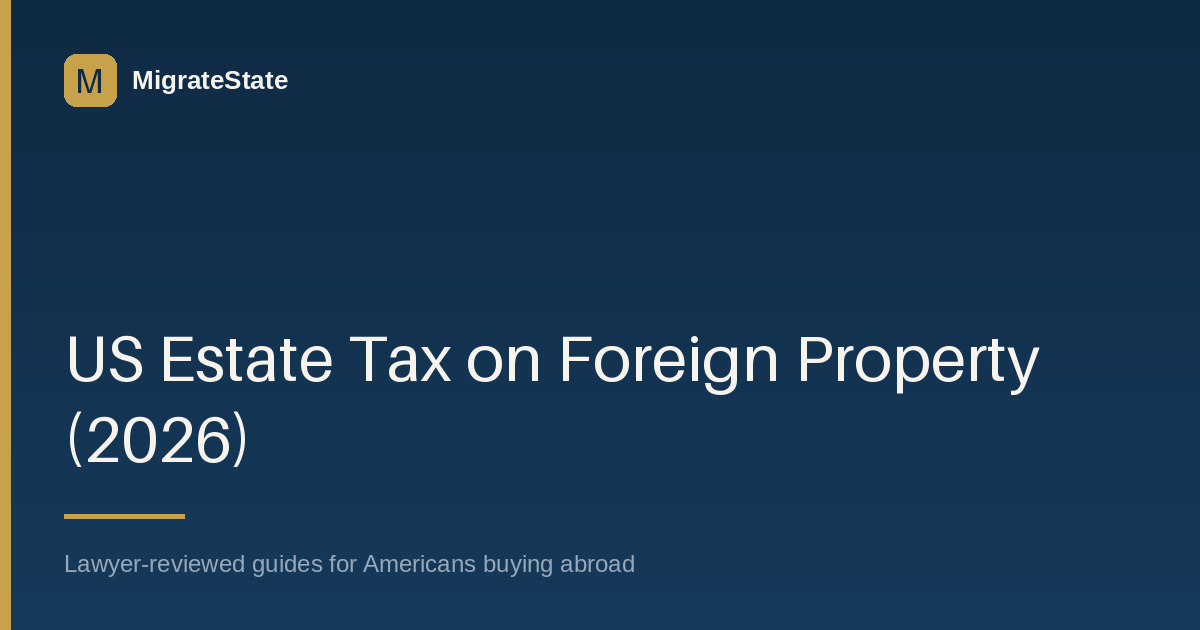 M
MigrateState
US Estate Tax on Foreign Property
(2026)
Lawyer-reviewed guides for Americans buying abroad